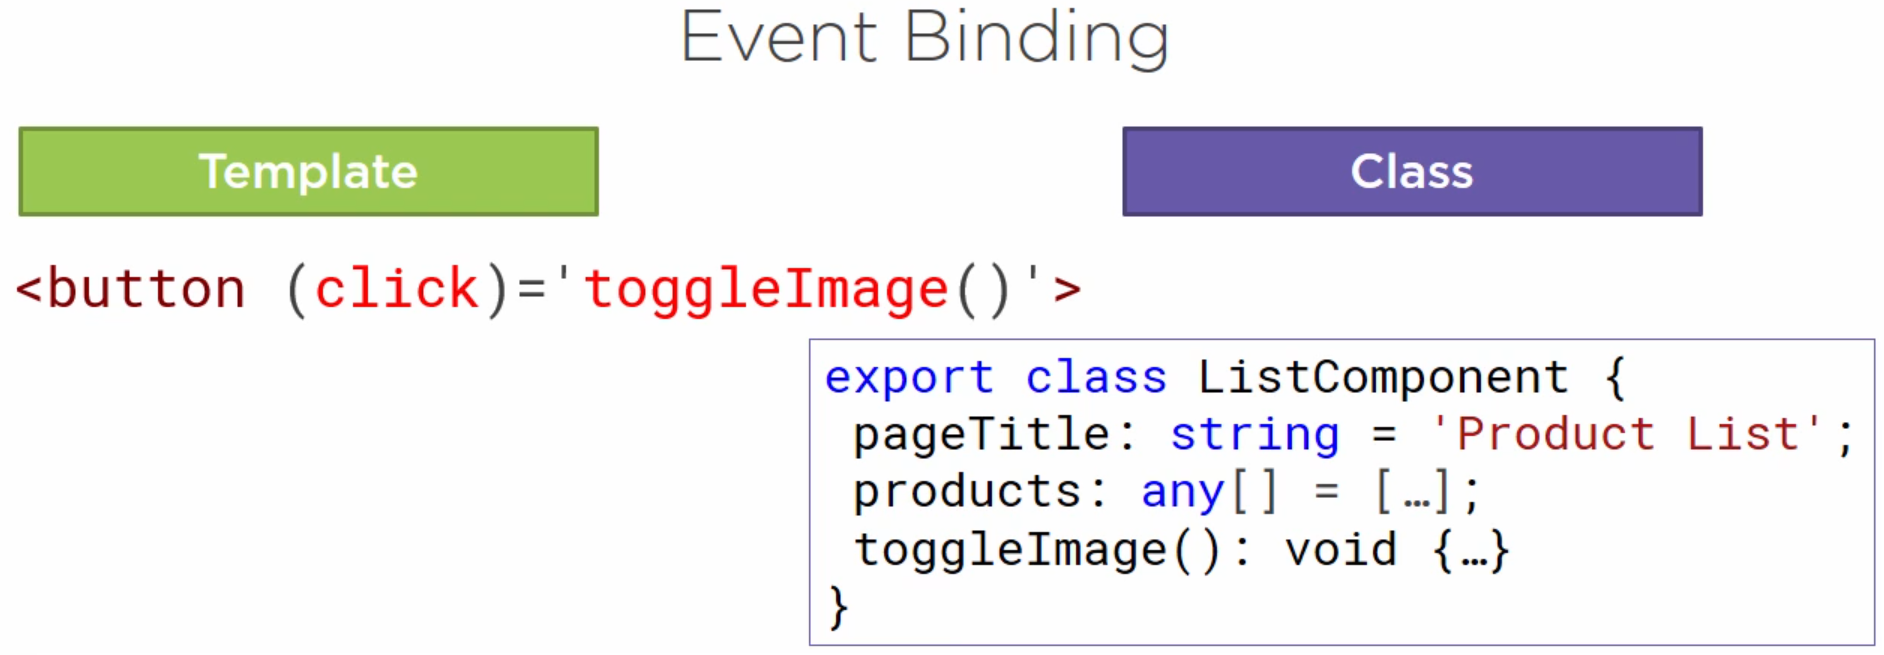 Event Binding
Template
Class
<button (click)='toggleImage()'>
export class ListComponent {
pageTitle: string = 'Product List';
products: any[] = […];
toggleImage(): void {…}
}